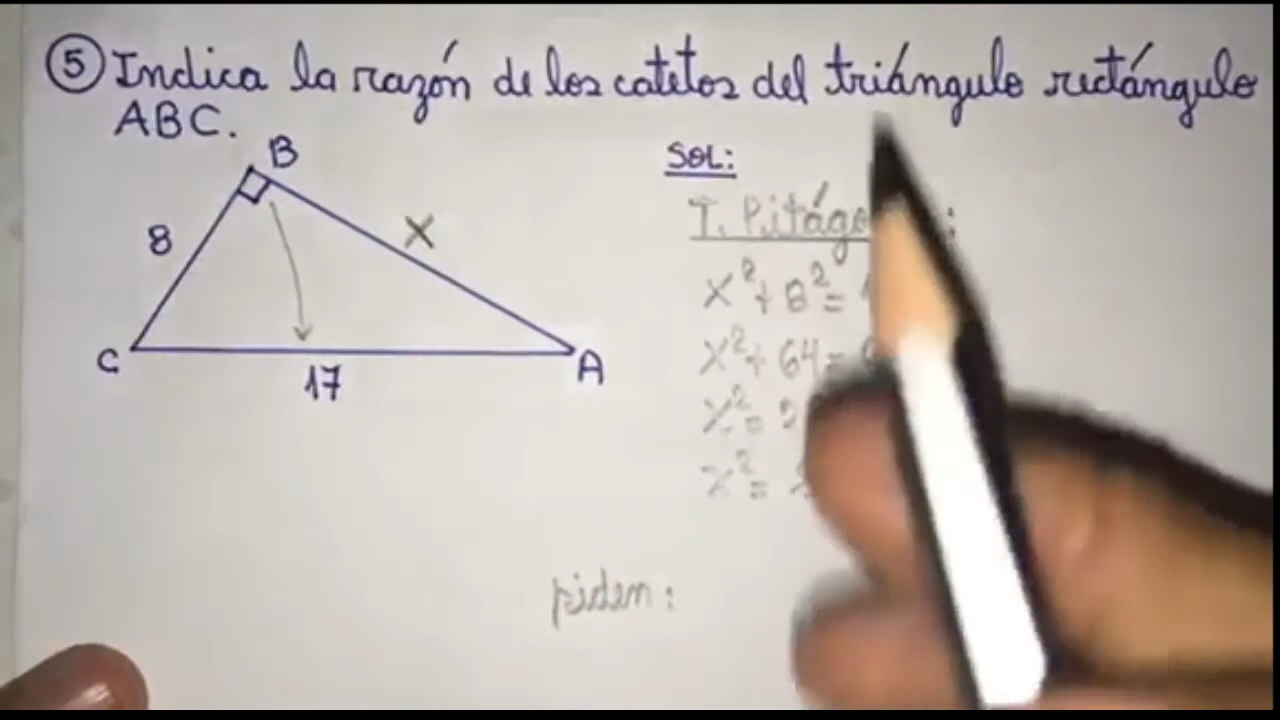 ⑤ Indica la razón de los catetos del triángulo rectángulo
ABC.
B
8
X
C
17
A
SOL:
T.
x² + 8² =
x² + 64 =
x² = 2
x² =
piden: